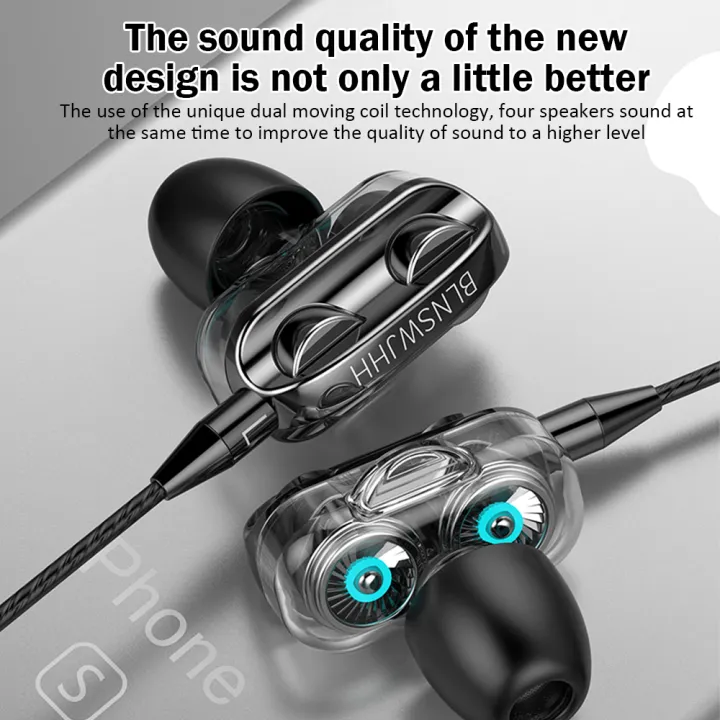 The sound quality of the new
design is not only a little better
The use of the unique dual moving coil technology, four speakers sound at
the same time to improve the quality of sound to a higher level
BLNSWJHH
L
Phone
S